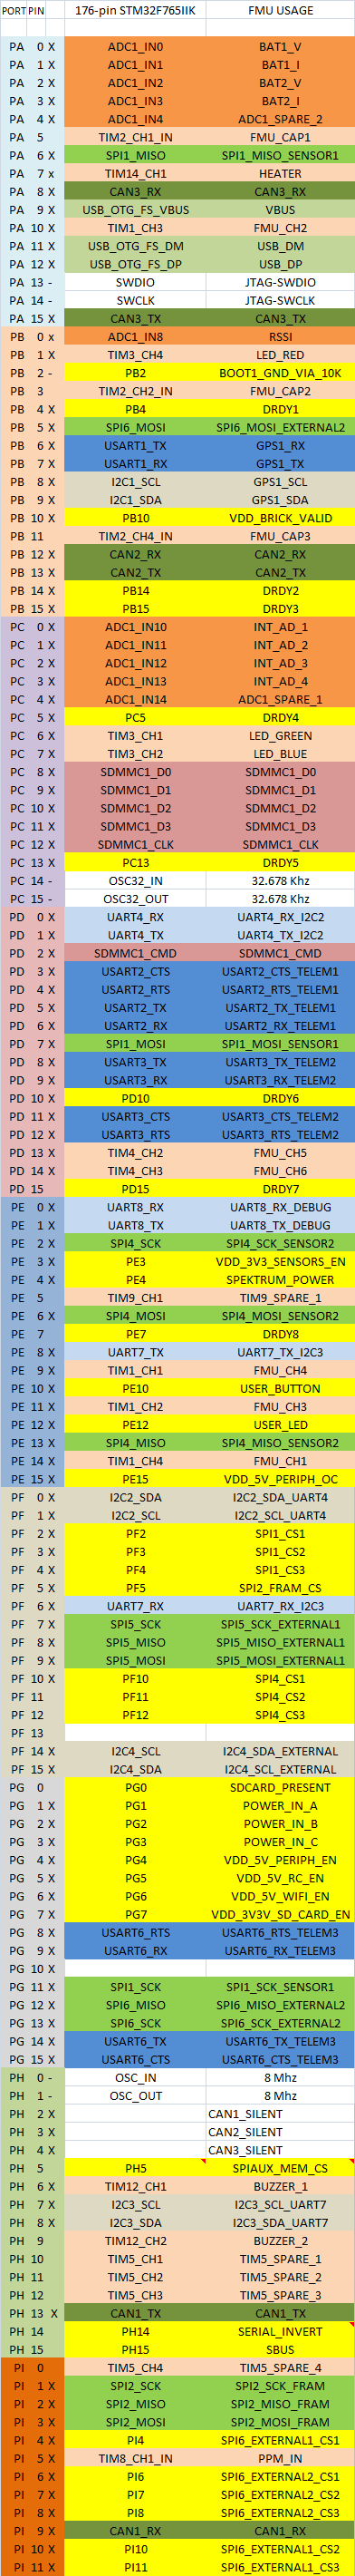 PORT PIN 176-pin STM32F765IIK FMU USAGE
PA 0 X ADC1_IN0 BAT1_V
PA 1 X ADC1_IN1 BAT1_I
PA 2 X ADC1_IN2 BAT2_V
PA 3 X ADC1_IN3 BAT2_I
PA 4 X ADC1_IN4 ADC1_SPARE_2
PA 5 TIM2_CH1_IN FMU_CAP1
PA 6 X SPI1_MISO SPI1_MISO_SENSOR1
PA 7 x TIM14_CH1 HEATER
PA 8 X CAN3_RX CAN3_RX
PA 9 X USB_OTG_FS_VBUS VBUS
PA 10 X TIM1_CH3 FMU_CH2
PA 11 X USB_OTG_FS_DM USB_DM
PA 12 X USB_OTG_FS_DP USB_DP
PA 13 - SWDIO JTAG-SWDIO
PA 14 - SWCLK JTAG-SWCLK
PA 15 X CAN3_TX CAN3_TX
PB 0 x ADC1_IN8 RSSI
PB 1 X TIM3_CH4 LED_RED
PB 2 - PB2 BOOT1_GND_VIA_10K
PB 3 TIM2_CH2_IN FMU_CAP2
PB 4 X PB4 DRDY1
PB 5 X SPI6_MOSI SPI6_MOSI_EXTERNAL2
PB 6 X USART1_TX GPS1_RX
PB 7 X USART1_RX GPS1_TX
PB 8 X I2C1_SCL GPS1_SCL
PB 9 X I2C1_SDA GPS1_SDA
PB 10 X PB10 VDD_BRICK_VALID
PB 11 TIM2_CH4_IN FMU_CAP3
PB 12 X CAN2_RX CAN2_RX
PB 13 X CAN2_TX CAN2_TX
PB 14 X PB14 DRDY2
PB 15 X PB15 DRDY3
PC 0 X ADC1_IN10 INT_AD_1
PC 1 X ADC1_IN11 INT_AD_2
PC 2 X ADC1_IN12 INT_AD_3
PC 3 X ADC1_IN13 INT_AD_4
PC 4 X ADC1_IN14 ADC1_SPARE_1
PC 5 X PC5 DRDY4
PC 6 X TIM3_CH1 LED_GREEN
PC 7 X TIM3_CH2 LED_BLUE
PC 8 X SDMMC1_D0 SDMMC1_D0
PC 9 X SDMMC1_D1 SDMMC1_D1
PC 10 X SDMMC1_D2 SDMMC1_D2
PC 11 X SDMMC1_D3 SDMMC1_D3
PC 12 X SDMMC1_CLK SDMMC1_CLK
PC 13 X PC13 DRDY5
PC 14 - OSC32_IN 32.678 Khz
PC 15 - OSC32_OUT 32.678 Khz
PD 0 X UART4_RX UART4_RX_I2C2
PD 1 X UART4_TX UART4_TX_I2C2
PD 2 X SDMMC1_CMD SDMMC1_CMD
PD 3 X USART2_CTS USART2_CTS_TELEM1
PD 4 X USART2_RTS USART2_RTS_TELEM1
PD 5 X USART2_TX USART2_TX_TELEM1
PD 6 X USART2_RX USART2_RX_TELEM1
PD 7 X SPI1_MOSI SPI1_MOSI_SENSOR1
PD 8 X USART3_TX USART3_TX_TELEM2
PD 9 X USART3_RX USART3_RX_TELEM2
PD 10 X PD10 DRDY6
PD 11 X USART3_CTS USART3_CTS_TELEM2
PD 12 X USART3_RTS USART3_RTS_TELEM2
PD 13 X TIM4_CH2 FMU_CH5
PD 14 X TIM4_CH3 FMU_CH6
PD 15 PD15 DRDY7
PE 0 X UART8_RX UART8_RX_DEBUG
PE 1 X UART8_TX UART8_TX_DEBUG
PE 2 X SPI4_SCK SPI4_SCK_SENSOR2
PE 3 X PE3 VDD_3V3_SENSORS_EN
PE 4 X PE4 SPEKTRUM_POWER
PE 5 TIM9_CH1 TIM9_SPARE_1
PE 6 X SPI4_MOSI SPI4_MOSI_SENSOR2
PE 7 PE7 DRDY8
PE 8 X UART7_TX UART7_TX_I2C3
PE 9 X TIM1_CH1 FMU_CH4
PE 10 X PE10 USER_BUTTON
PE 11 X TIM1_CH2 FMU_CH3
PE 12 X PE12 USER_LED
PE 13 X SPI4_MISO SPI4_MISO_SENSOR2
PE 14 X TIM1_CH4 FMU_CH1
PE 15 X PE15 VDD_5V_PERIPH_OC
PF 0 X I2C2_SDA I2C2_SDA_UART4
PF 1 X I2C2_SCL I2C2_SCL_UART4
PF 2 X PF2 SPI1_CS1
PF 3 X PF3 SPI1_CS2
PF 4 X PF4 SPI1_CS3
PF 5 X PF5 SPI2_FRAM_CS
PF 6 X UART7_RX UART7_RX_I2C3
PF 7 X SPI5_SCK SPI5_SCK_EXTERNAL1
PF 8 X SPI5_MISO SPI5_MISO_EXTERNAL1
PF 9 X SPI5_MOSI SPI5_MOSI_EXTERNAL1
PF 10 X PF10 SPI4_CS1
PF 11 PF11 SPI4_CS2
PF 12 PF12 SPI4_CS3
PF 13
PF 14 X I2C4_SCL I2C4_SDA_EXTERNAL
PF 15 X I2C4_SDA I2C4_SCL_EXTERNAL
PG 0 PG0 SDCARD_PRESENT
PG 1 X PG1 POWER_IN_A
PG 2 X PG2 POWER_IN_B
PG 3 X PG3 POWER_IN_C
PG 4 X PG4 VDD_5V_PERIPH_EN
PG 5 X PG5 VDD_5V_RC_EN
PG 6 X PG6 VDD_5V_WIFI_EN
PG 7 X PG7 VDD_3V3V_SD_CARD_EN
PG 8 X USART6_RTS USART6_RTS_TELEM3
PG 9 X USART6_RX USART6_RX_TELEM3
PG 10 X
PG 11 X SPI1_SCK SPI1_SCK_SENSOR1
PG 12 X SPI6_MISO SPI6_MISO_EXTERNAL2
PG 13 X SPI6_SCK SPI6_SCK_EXTERNAL2
PG 14 X USART6_TX USART6_TX_TELEM3
PG 15 X USART6_CTS USART6_CTS_TELEM3
PH 0 - OSC_IN 8 Mhz
PH 1 - OSC_OUT 8 Mhz
PH 2 X CAN1_SILENT
PH 3 X CAN2_SILENT
PH 4 X CAN3_SILENT
PH 5 PH5 SPIAUX_MEM_CS
PH 6 X TIM12_CH1 BUZZER_1
PH 7 X I2C3_SCL I2C3_SCL_UART7
PH 8 X I2C3_SDA I2C3_SDA_UART7
PH 9 TIM12_CH2 BUZZER_2
PH 10 TIM5_CH1 TIM5_SPARE_1
PH 11 TIM5_CH2 TIM5_SPARE_2
PH 12 TIM5_CH3 TIM5_SPARE_3
PH 13 X CAN1_TX CAN1_TX
PH 14 PH14 SERIAL_INVERT
PH 15 PH15 SBUS
PI 0 TIM5_CH4 TIM5_SPARE_4
PI 1 X SPI2_SCK SPI2_SCK_FRAM
PI 2 X SPI2_MISO SPI2_MISO_FRAM
PI 3 X SPI2_MOSI SPI2_MOSI_FRAM
PI 4 X PI4 SPI6_EXTERNAL1_CS1
PI 5 X TIM8_CH1_IN PPM_IN
PI 6 X PI6 SPI6_EXTERNAL2_CS1
PI 7 X PI7 SPI6_EXTERNAL2_CS2
PI 8 X PI8 SPI6_EXTERNAL2_CS3
PI 9 X CAN1_RX CAN1_RX
PI 10 X PI10 SPI6_EXTERNAL1_CS2
PI 11 X PI11 SPI6_EXTERNAL1_CS3